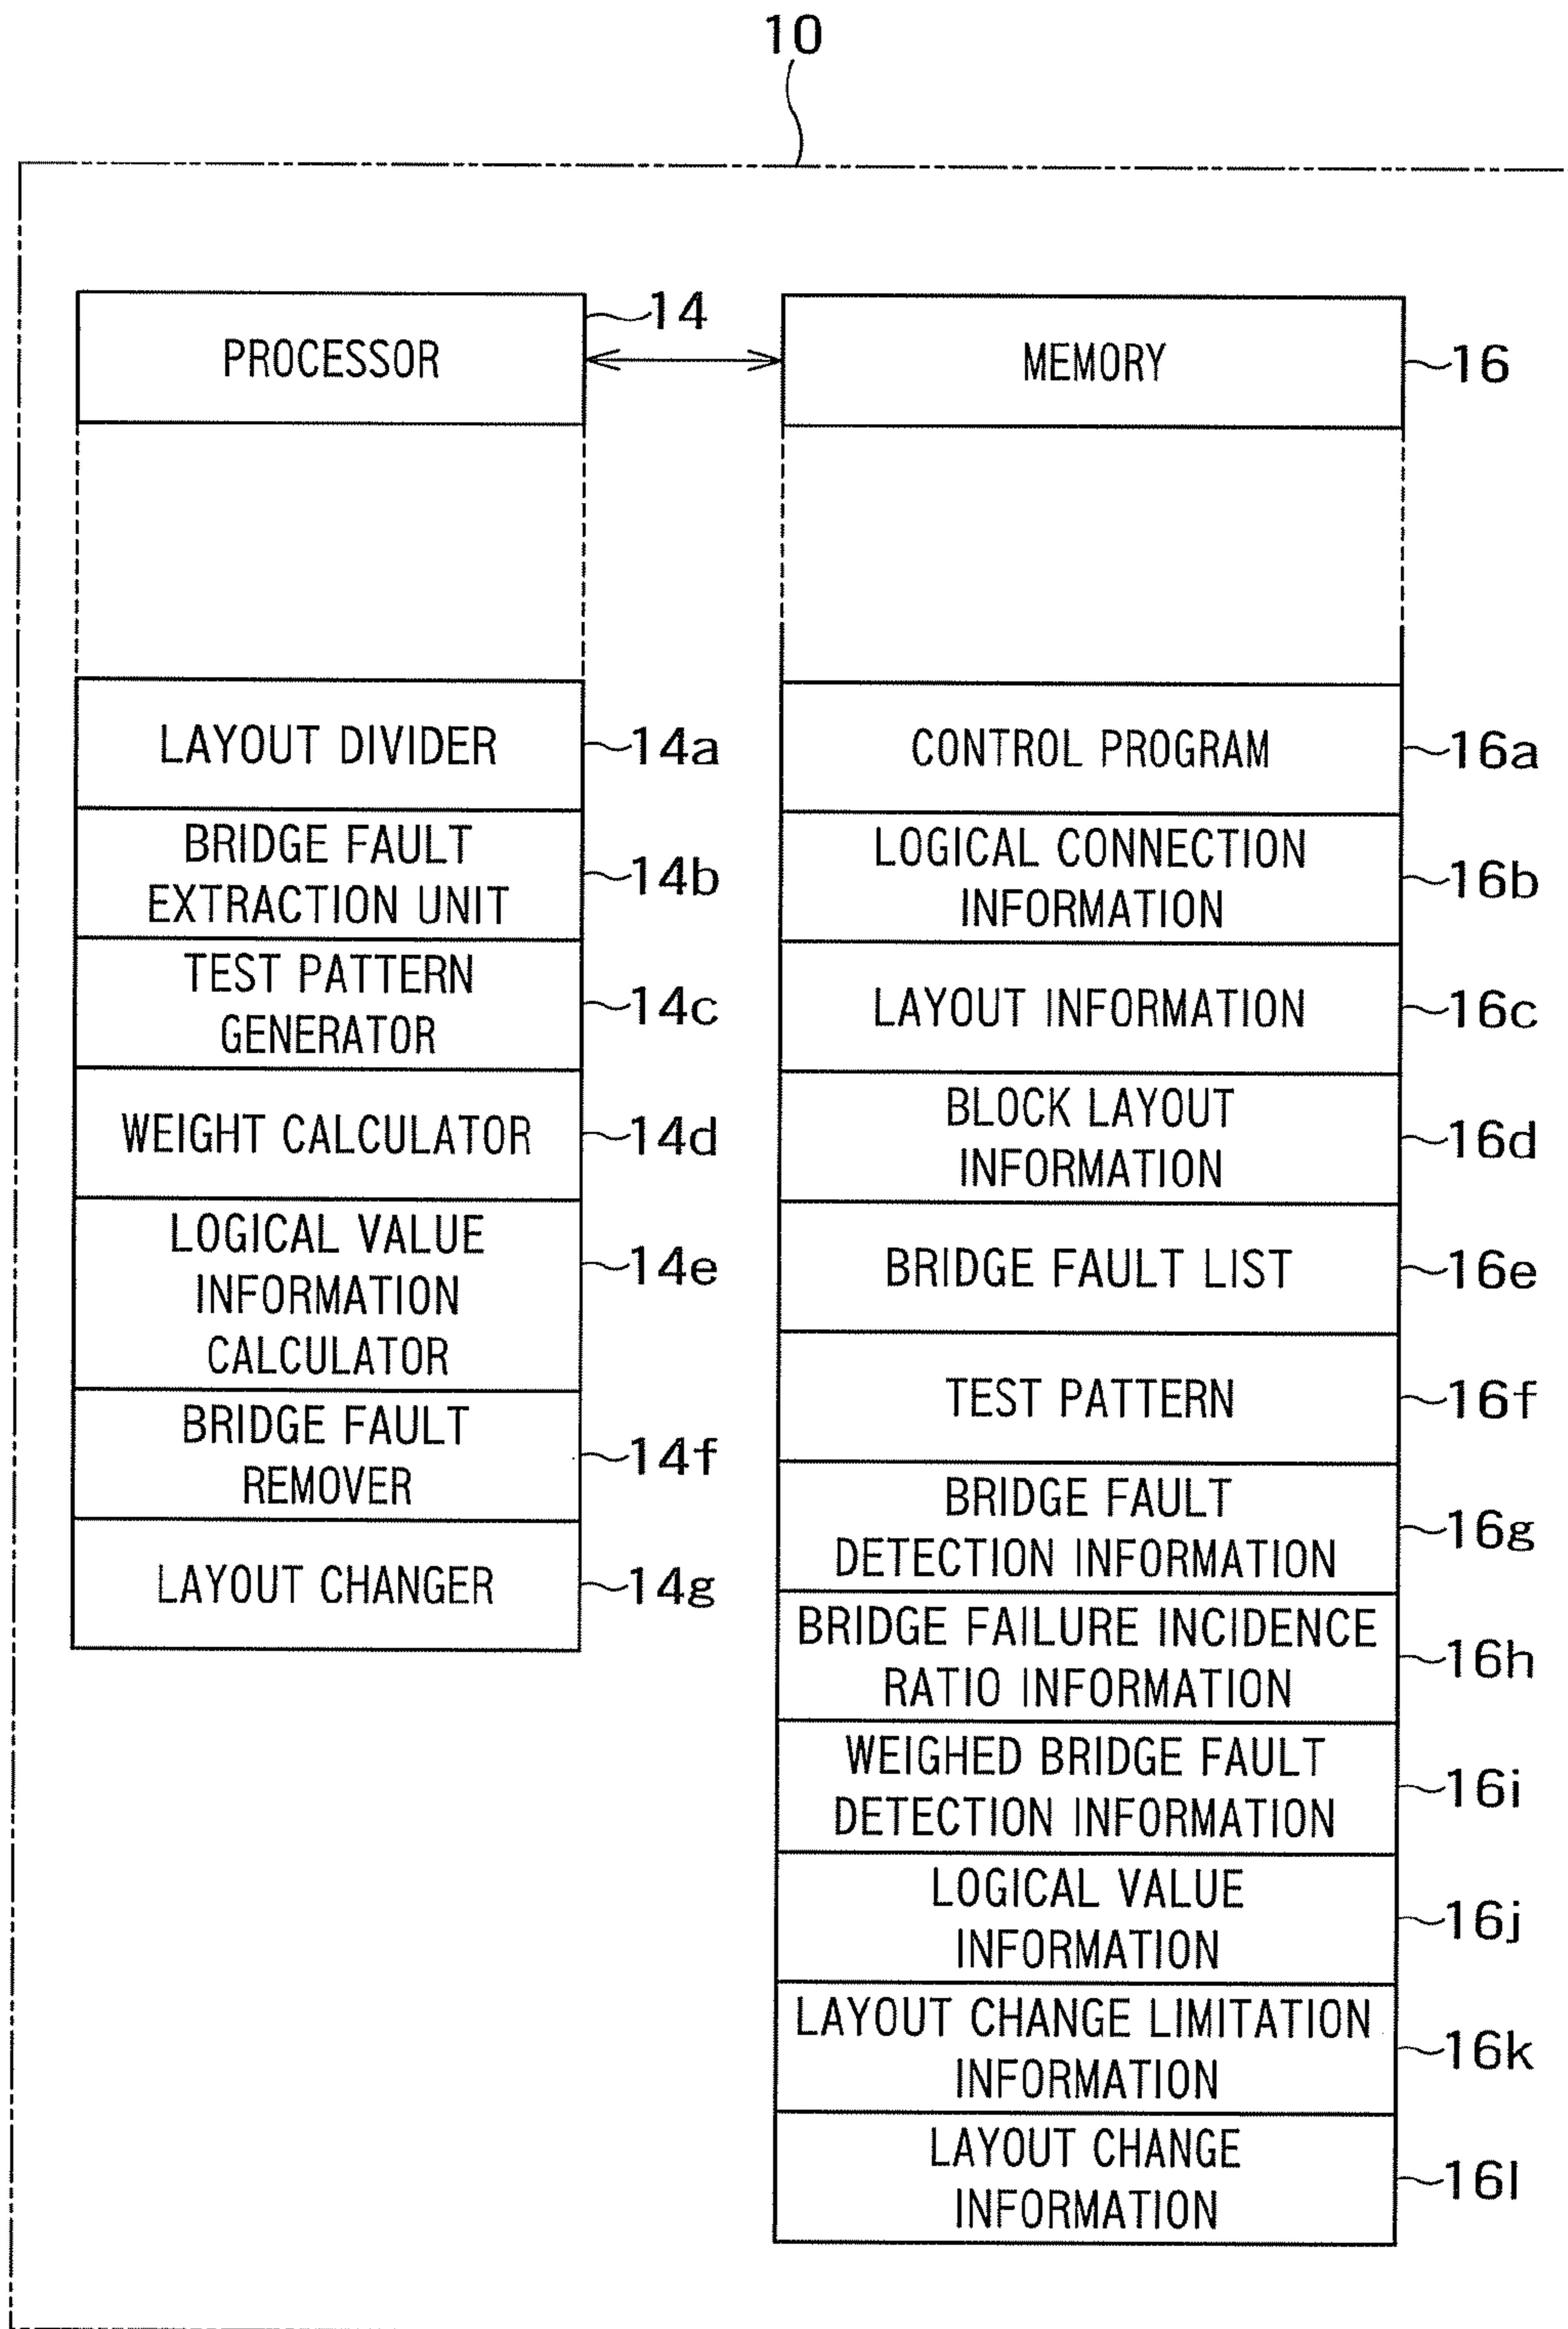 10
PROCESSOR
14
MEMORY
16
LAYOUT DIVIDER
14a
BRIDGE FAULT
EXTRACTION UNIT
14b
TEST PATTERN
GENERATOR
14c
WEIGHT CALCULATOR
14d
LOGICAL VALUE
INFORMATION
CALCULATOR
14e
BRIDGE FAULT
REMOVER
14f
LAYOUT CHANGER
14g
CONTROL PROGRAM
16a
LOGICAL CONNECTION
INFORMATION
16b
LAYOUT INFORMATION
16c
BLOCK LAYOUT
INFORMATION
16d
BRIDGE FAULT LIST
16e
TEST PATTERN
16f
BRIDGE FAULT
DETECTION INFORMATION
16g
BRIDGE FAILURE INCIDENCE
RATIO INFORMATION
16h
WEIGHED BRIDGE FAULT
DETECTION INFORMATION
16i
LOGICAL VALUE
INFORMATION
16j
LAYOUT CHANGE LIMITATION
INFORMATION
16k
LAYOUT CHANGE
INFORMATION
16l